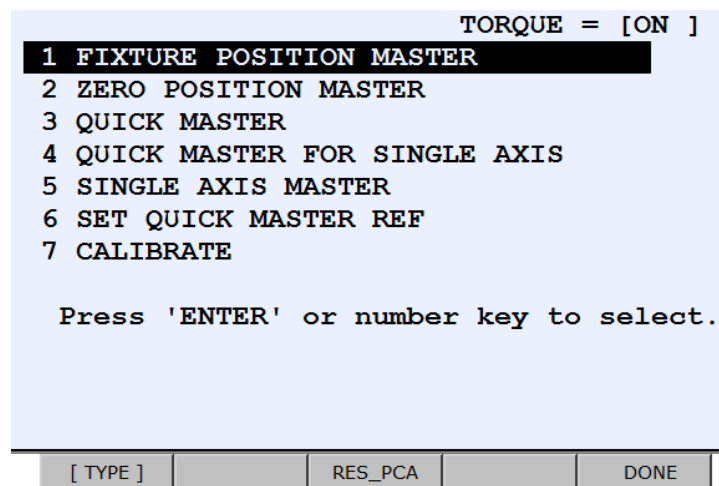 TORQUE = [ON ]
1 FIXTURE POSITION MASTER
2 ZERO POSITION MASTER
3 QUICK MASTER
4 QUICK MASTER FOR SINGLE AXIS
5 SINGLE AXIS MASTER
6 SET QUICK MASTER REF
7 CALIBRATE
Press 'ENTER' or number key to select.
[ TYPE ] RES_PCA DONE